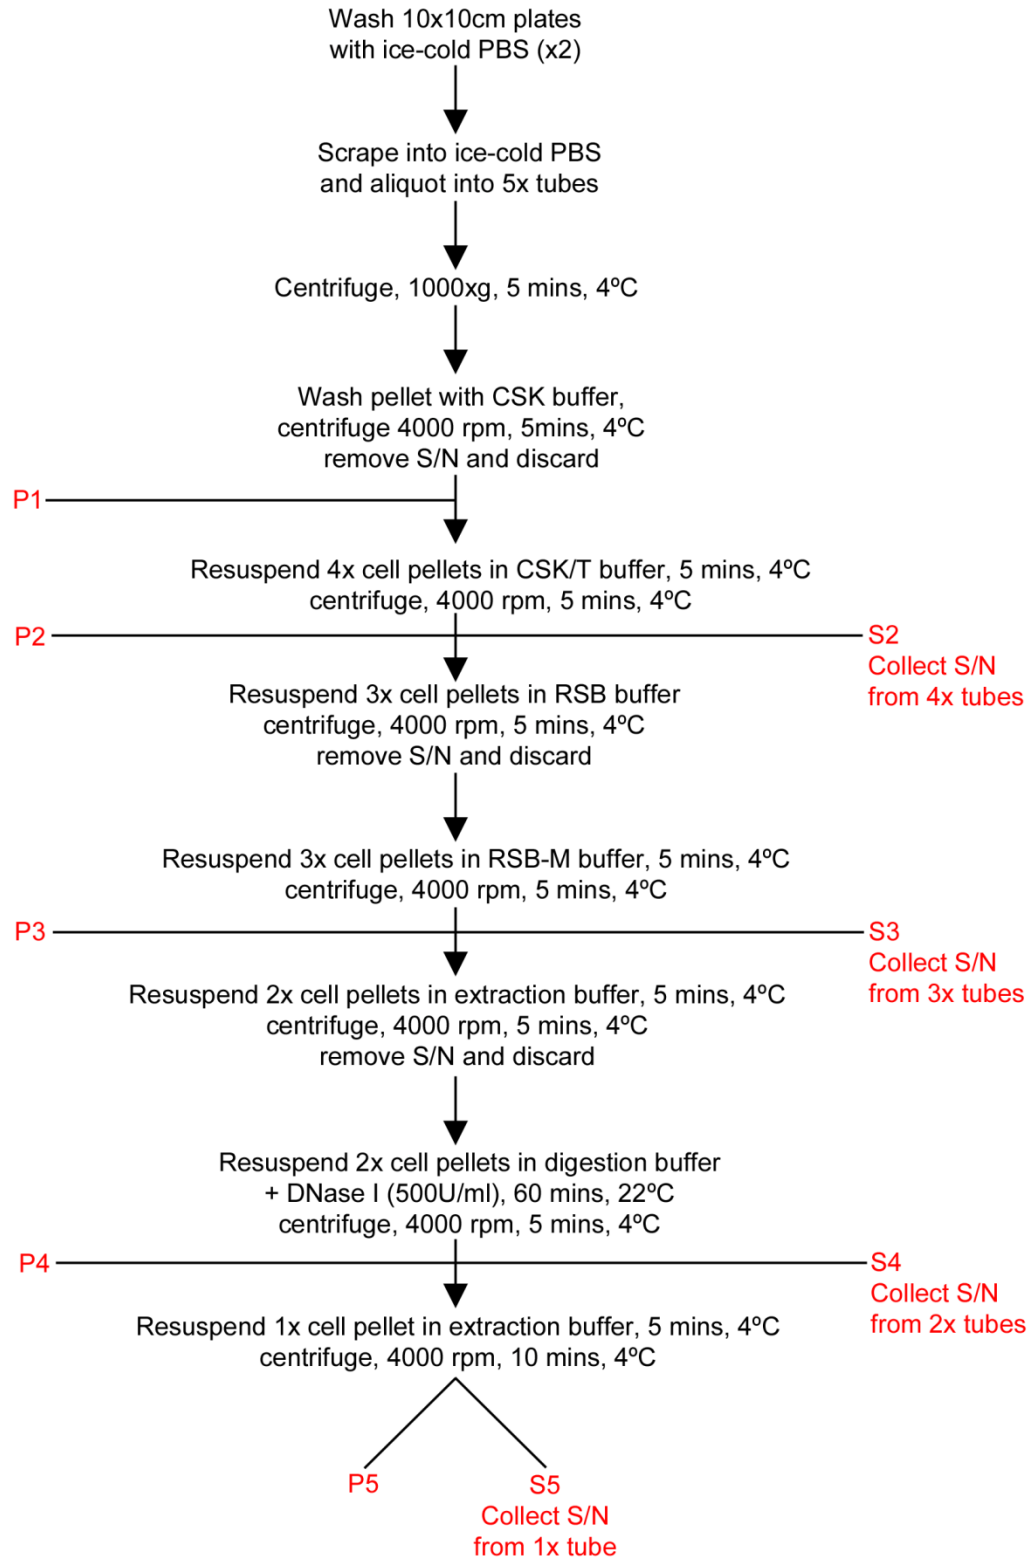 Wash 10x10cm plates
with ice-cold PBS (x2)
Scrape into ice-cold PBS
and aliquot into 5x tubes
Centrifuge, 1000xg, 5 mins, 4ºC
Wash pellet with CSK buffer,
centrifuge 4000 rpm, 5mins, 4ºC
remove S/N and discard
P1
Resuspend 4x cell pellets in CSK/T buffer, 5 mins, 4ºC
centrifuge, 4000 rpm, 5 mins, 4ºC
P2
S2
Collect S/N
from 4x tubes
Resuspend 3x cell pellets in RSB buffer
centrifuge, 4000 rpm, 5 mins, 4ºC
remove S/N and discard
Resuspend 3x cell pellets in RSB-M buffer, 5 mins, 4ºC
centrifuge, 4000 rpm, 5 mins, 4ºC
P3
S3
Collect S/N
from 3x tubes
Resuspend 2x cell pellets in extraction buffer, 5 mins, 4ºC
centrifuge, 4000 rpm, 5 mins, 4ºC
remove S/N and discard
Resuspend 2x cell pellets in digestion buffer
+ DNase I (500U/ml), 60 mins, 22ºC
centrifuge, 4000 rpm, 5 mins, 4ºC
P4
S4
Collect S/N
from 2x tubes
Resuspend 1x cell pellet in extraction buffer, 5 mins, 4ºC
centrifuge, 4000 rpm, 10 mins, 4ºC
P5
S5
Collect S/N
from 1x tube